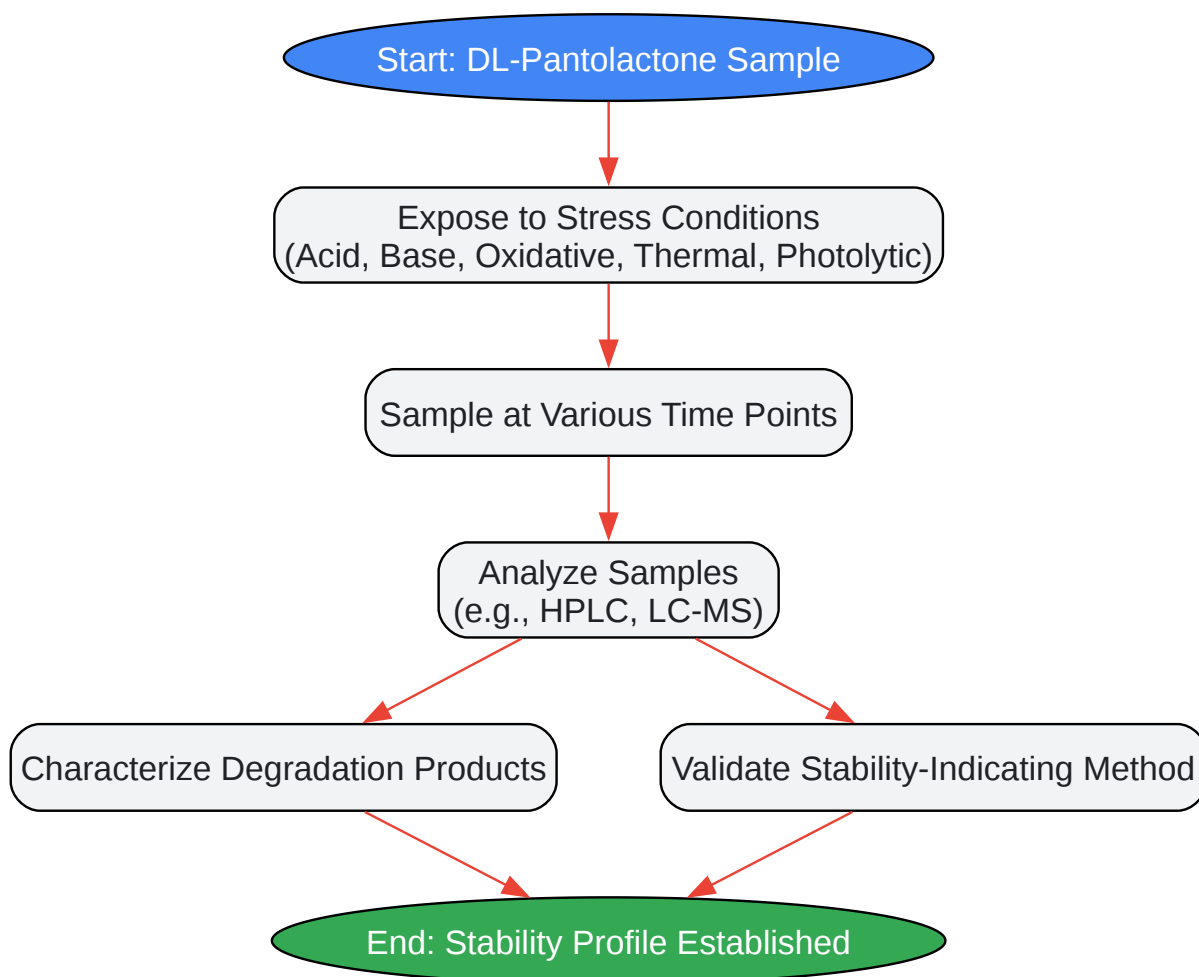 Start: DL-Pantolactone Sample
Expose to Stress Conditions
(Acid, Base, Oxidative, Thermal, Photolytic)
Sample at Various Time Points
Analyze Samples
(e.g., HPLC, LC-MS)
Characterize Degradation Products
Validate Stability-Indicating Method
End: Stability Profile Established